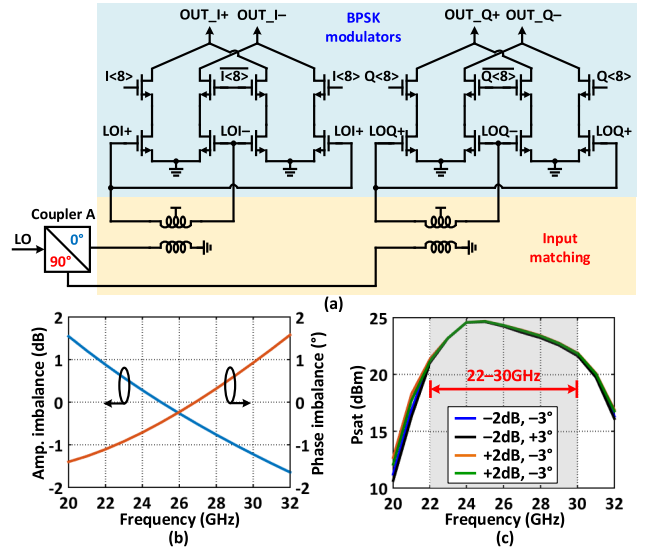 OUT_I+ OUT_I− BPSK modulators OUT_Q+ OUT_Q−
I<8> I<8> I<8> Q<8> Q<8> Q<8>
LOI+ LOI− LOI+ LOQ+ LOQ− LOQ+
Coupler A
LO 0° 90°
Input matching
(a)
Amp. imbalance (dB)
2
1
0
-1
-2
20 22 24 26 28 30 32
Frequency (GHz)
2
1
0
-1
-2
Phase imbalance (°)
(b)
Psat (dBm)
25
20
15
10
22–30GHz
−2dB, −3°
−2dB, +3°
+2dB, −3°
+2dB, −3°
20 22 24 26 28 30 32
Frequency (GHz)
(c)